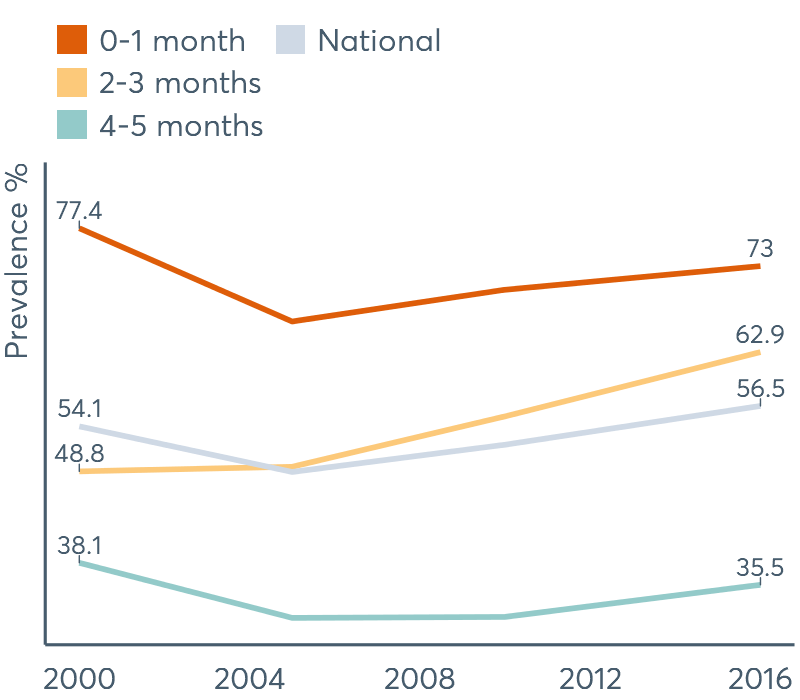 0-1 month
National
2-3 months
4-5 months
Prevalence %
77.4
73
62.9
56.5
54.1
48.8
38.1
35.5
2000 2004 2008 2012 2016